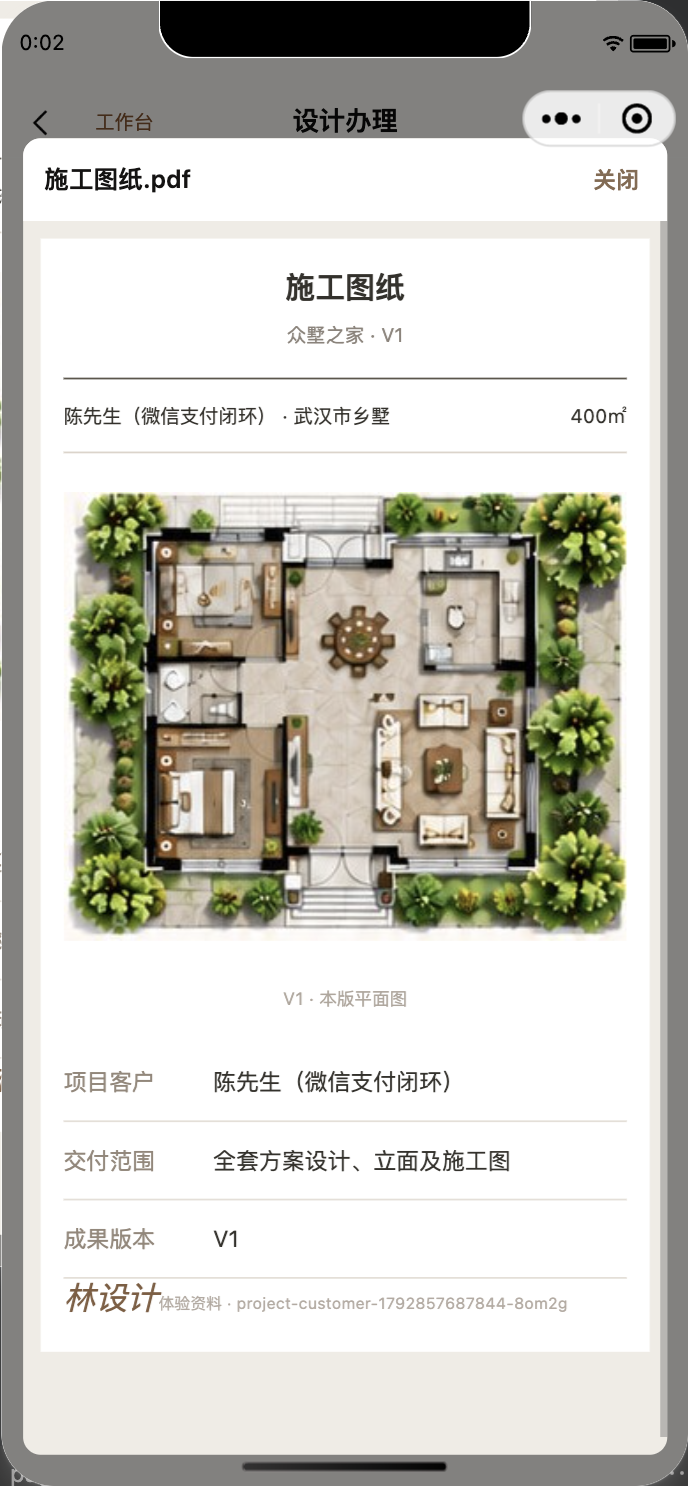 0:02
工作台
设计办理
施工图纸.pdf
关闭
施工图纸
众墅之家 · V1
陈先生（微信支付闭环） · 武汉市乡墅
400㎡
V1 · 本版平面图
项目客户
陈先生（微信支付闭环）
交付范围
全套方案设计、立面及施工图
成果版本
V1
林设计体验资料 · project-customer-1792857687844-8om2g